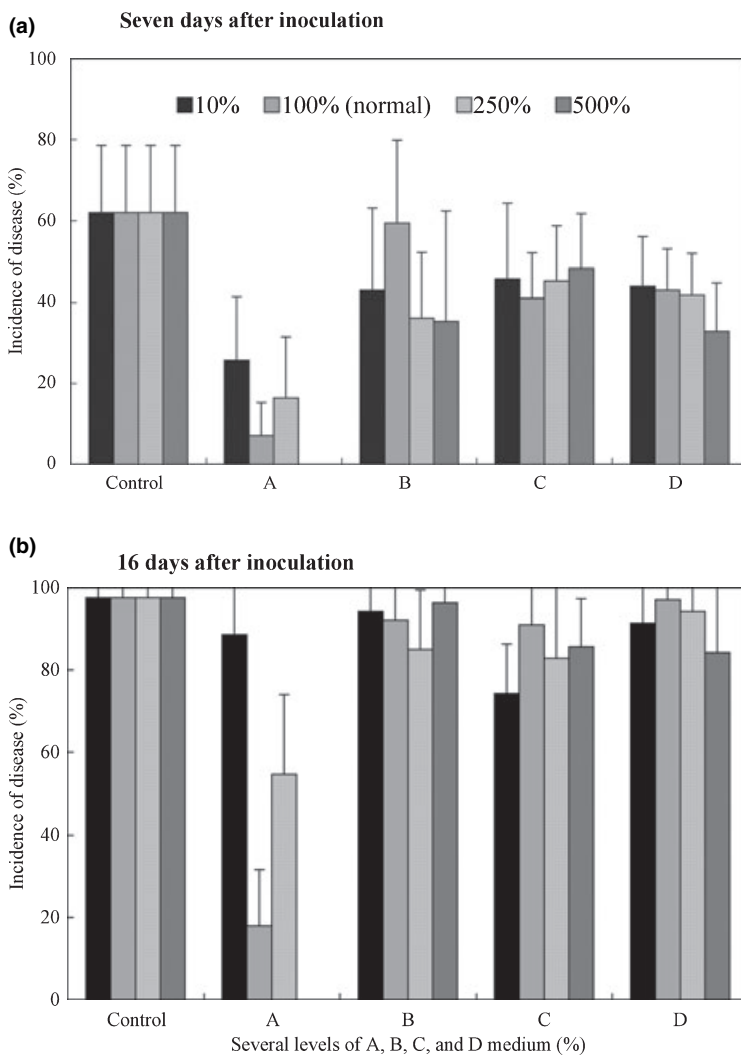 (a)
Seven days after inoculation
100
80
60
40
20
0
Incidence of disease (%)
10% 100% (normal) 250% 500%
Control A B C D
(b)
16 days after inoculation
100
80
60
40
20
0
Incidence of disease (%)
Control A B C D
Several levels of A, B, C, and D medium (%)